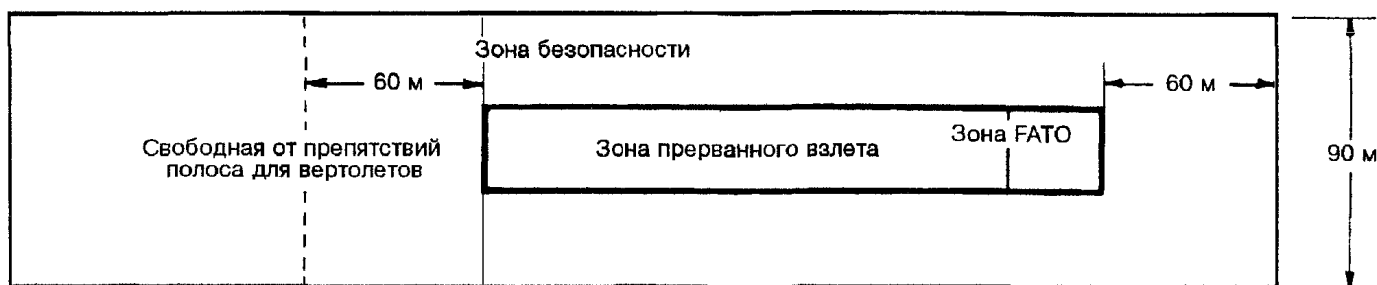 Зона безопасности
60 м
60 м
Свободная от препятствий
полоса для вертолетов
Зона прерванного взлета
Зона FATO
90 м